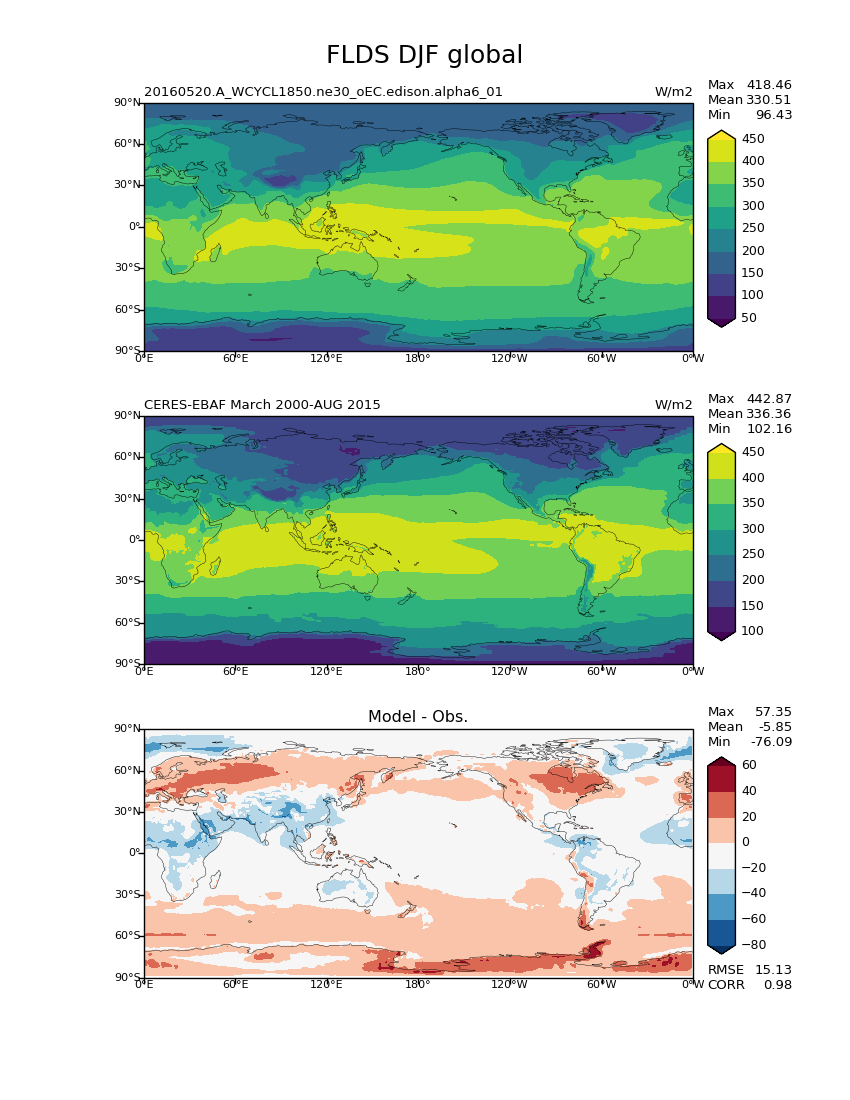 FLDS DJF global
20160520.A_WCYCL1850.ne30_oEC.edison.alpha6_01 W/m2
Max 418.46
Mean 330.51
Min 96.43
90°N
60°N
30°N
0°
30°S
60°S
90°S
0°E 60°E 120°E 180° 120°W 60°W 0°W
450
400
350
300
250
200
150
100
50
CERES-EBAF March 2000-AUG 2015 W/m2
Max 442.87
Mean 336.36
Min 102.16
90°N
60°N
30°N
0°
30°S
60°S
90°S
0°E 60°E 120°E 180° 120°W 60°W 0°W
450
400
350
300
250
200
150
100
Model - Obs.
Max 57.35
Mean -5.85
Min -76.09
90°N
60°N
30°N
0°
30°S
60°S
90°S
0°E 60°E 120°E 180° 120°W 60°W 0°W
60
40
20
0
−20
−40
−60
−80
RMSE 15.13
CORR 0.98